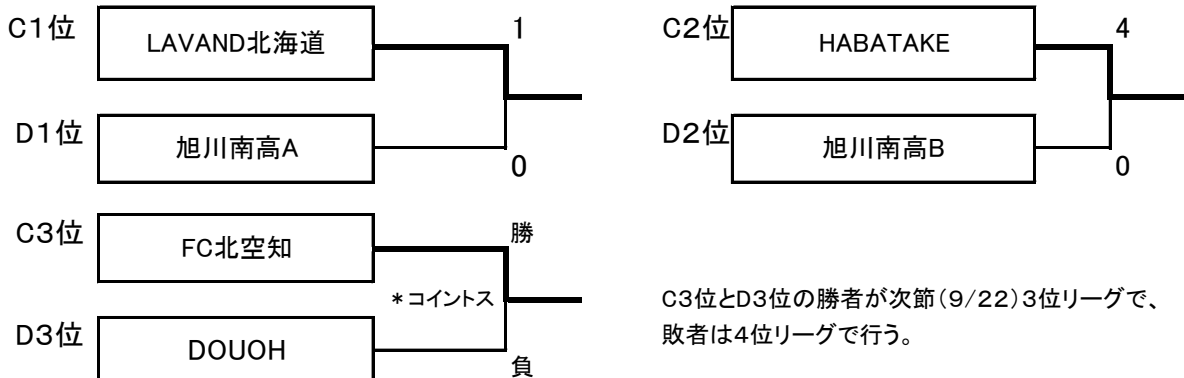 C1位
LAVAND北海道
1
D1位
旭川南高A
0
C2位
HABATAKE
4
D2位
旭川南高B
0
C3位
FC北空知
勝
*コイントス
D3位
DOUOH
負
C3位とD3位の勝者が次節(9/22)3位リーグで、
敗者は4位リーグで行う。